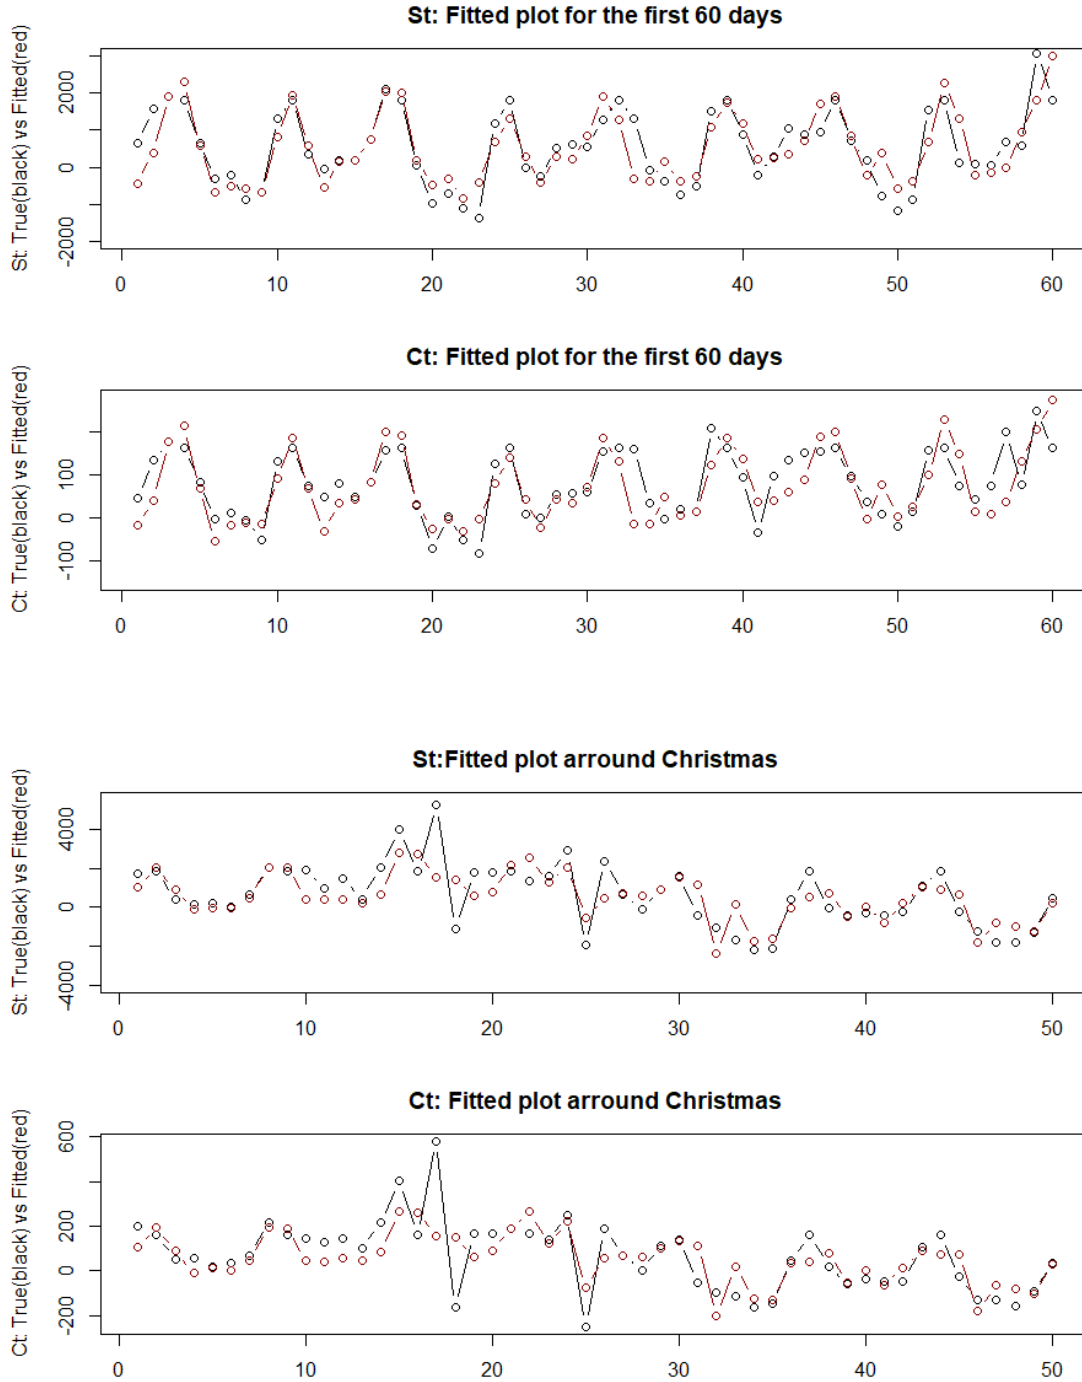 St: Fitted plot for the first 60 days
St: True(black) vs Fitted(red)
2000
0
-2000
0 10 20 30 40 50 60
Ct: Fitted plot for the first 60 days
Ct: True(black) vs Fitted(red)
100
0
-100
0 10 20 30 40 50 60
St:Fitted plot arround Christmas
St: True(black) vs Fitted(red)
4000
0
-4000
0 10 20 30 40 50
Ct: Fitted plot arround Christmas
Ct: True(black) vs Fitted(red)
600
200
0
-200
0 10 20 30 40 50